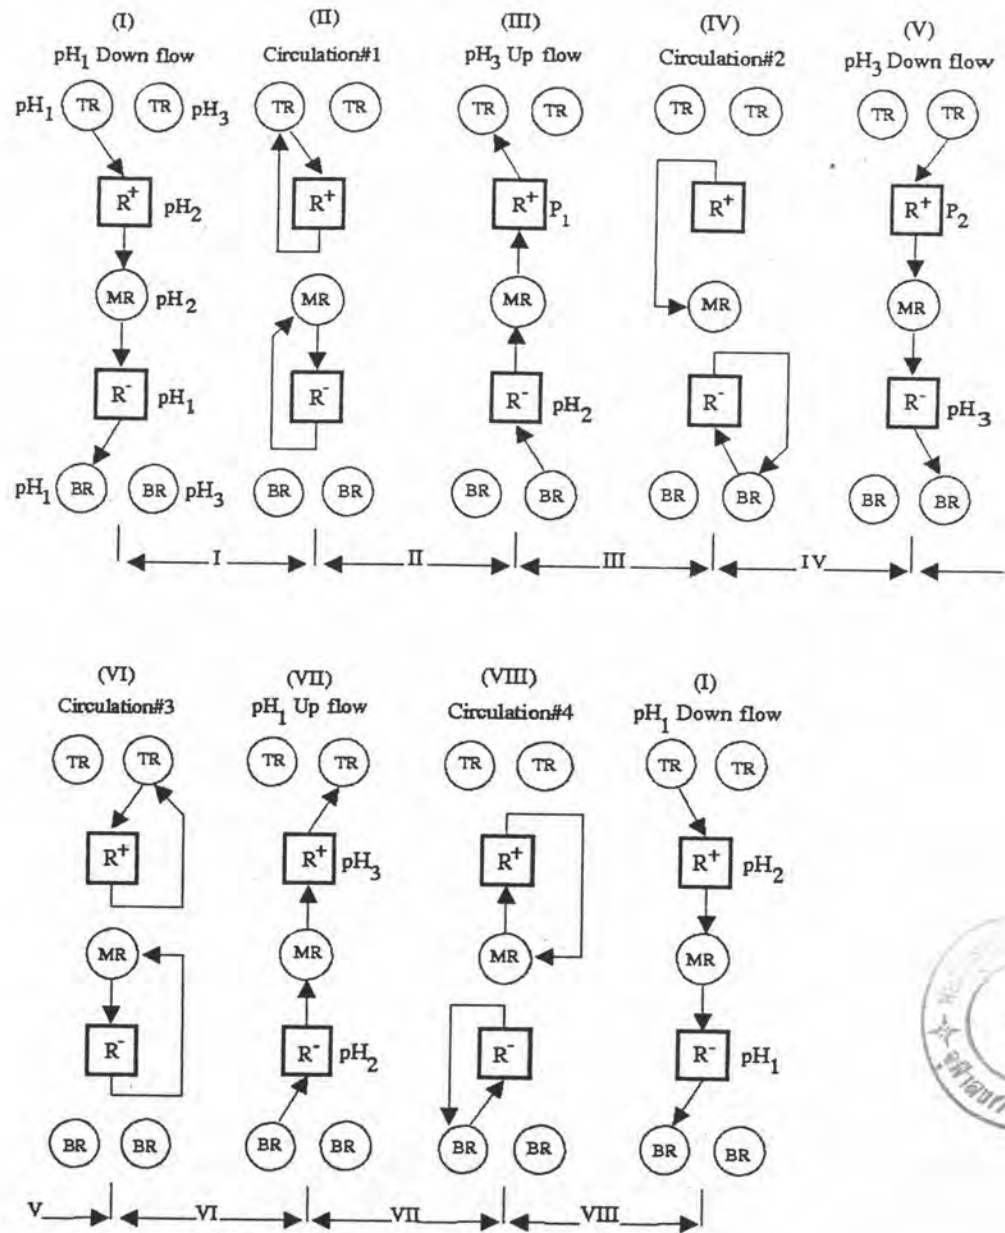 (I) (II) (III) (IV) (V)
pH1 Down flow Circulation#1 pH3 Up flow Circulation#2 pH3 Down flow
pH1 TR TR pH3 TR TR TR TR TR TR TR TR
R+ pH2 R+ R+ P1 R+ R+ P2
MR pH2 MR MR MR MR
R- pH1 R- R- pH2 R- R- pH3
pH1 BR BR pH3 BR BR BR BR BR BR BR BR
I II III IV
(VI) (VII) (VIII) (I)
Circulation#3 pH1 Up flow Circulation#4 pH1 Down flow
TR TR TR TR TR TR TR TR
R+ R+ pH3 R+ R+ pH2
MR MR MR MR
R- R- pH2 R- R- pH1
BR BR BR BR BR BR BR BR
V VI VII VIII